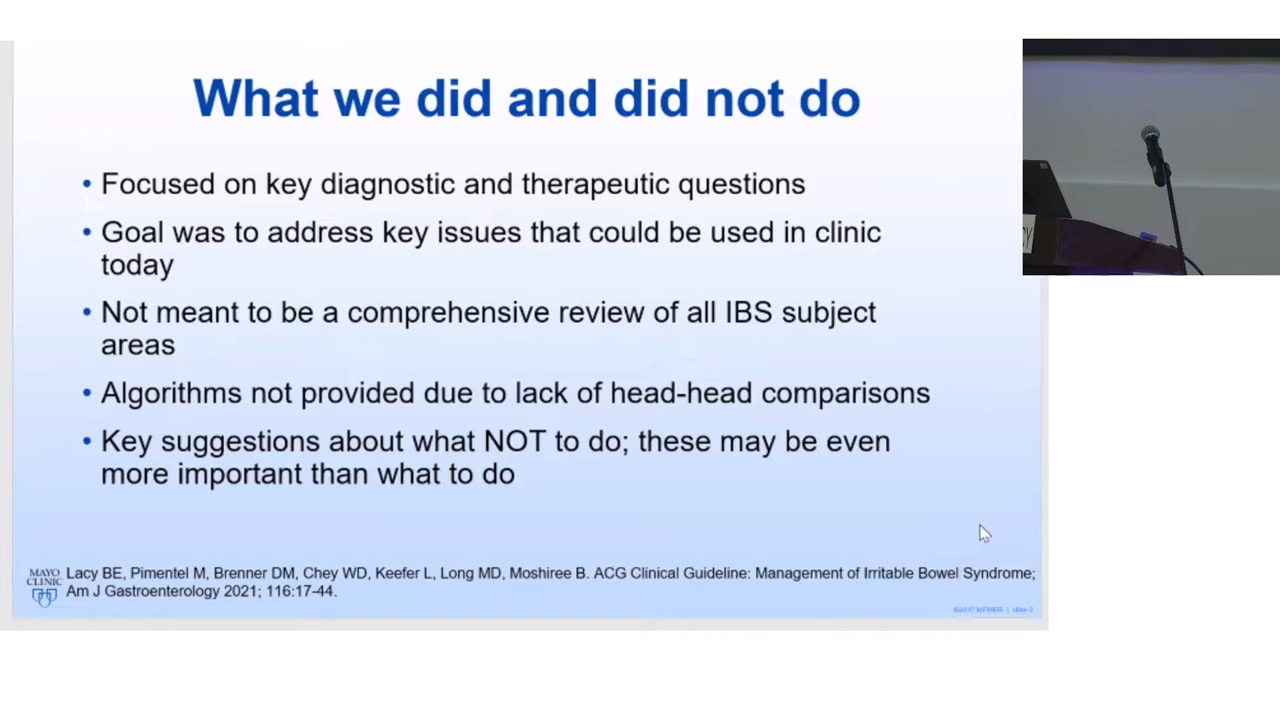 What we did and did not do
• Focused on key diagnostic and therapeutic questions
• Goal was to address key issues that could be used in clinic
today
• Not meant to be a comprehensive review of all IBS subject
areas
• Algorithms not provided due to lack of head-head comparisons
• Key suggestions about what NOT to do; these may be even
more important than what to do
MAYO
CLINIC
Lacy BE, Pimentel M, Brenner DM, Chey WD, Keefer L, Long MD, Moshiree B. ACG Clinical Guideline: Management of Irritable Bowel Syndrome;
Am J Gastroenterology 2021; 116:17-44.
©2017 MFMER | slide-3